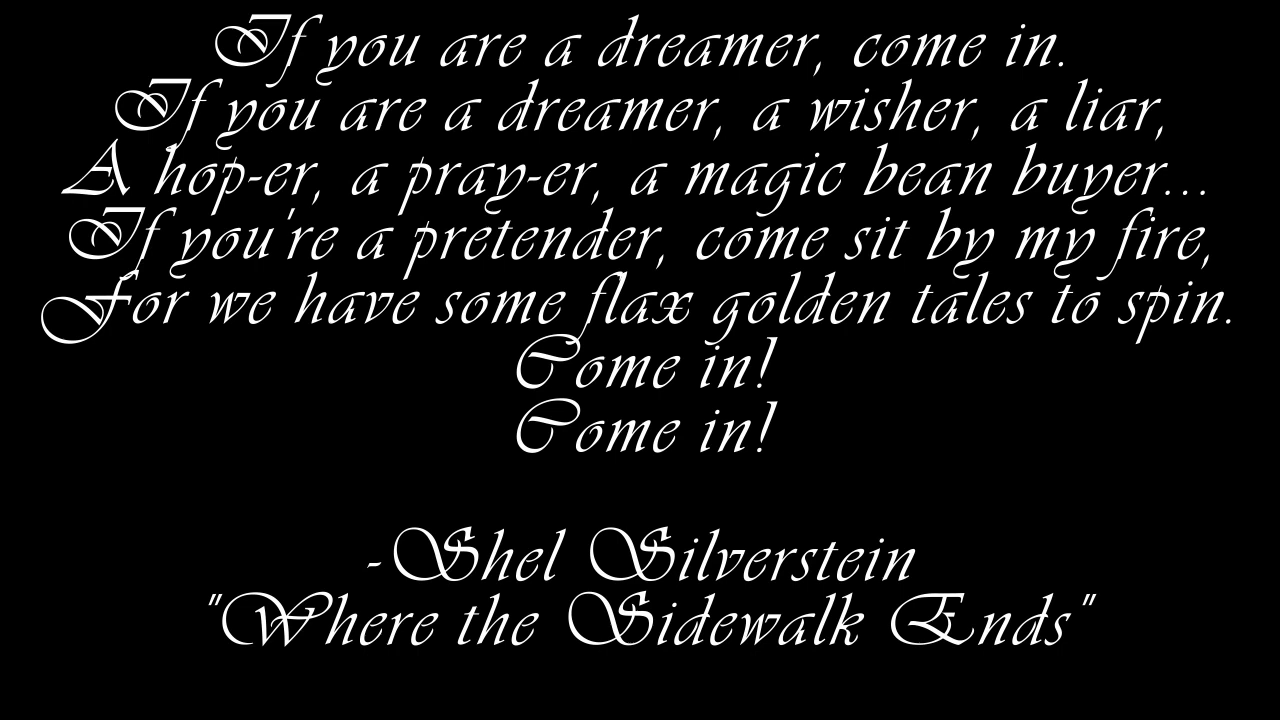 If you are a dreamer, come in.
If you are a dreamer, a wisher, a liar,
A hop-er, a pray-er, a magic bean buyer...
If you're a pretender, come sit by my fire,
For we have some flax golden tales to spin.
Come in!
Come in!
-Shel Silverstein
"Where the Sidewalk Ends"